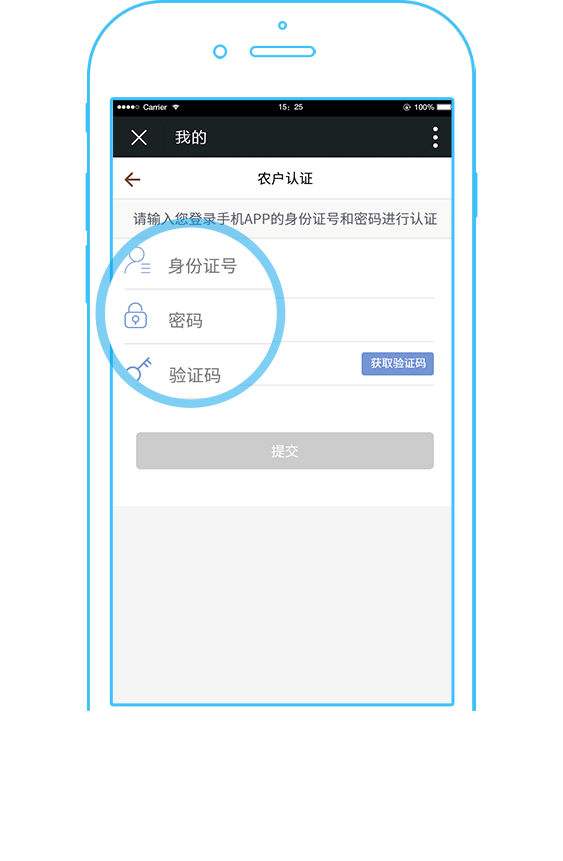 Carrier 15: 25 100%
我的
农户认证
请输入您登录手机APP的身份证号和密码进行认证
身份证号
密码
验证码 获取验证码
提交